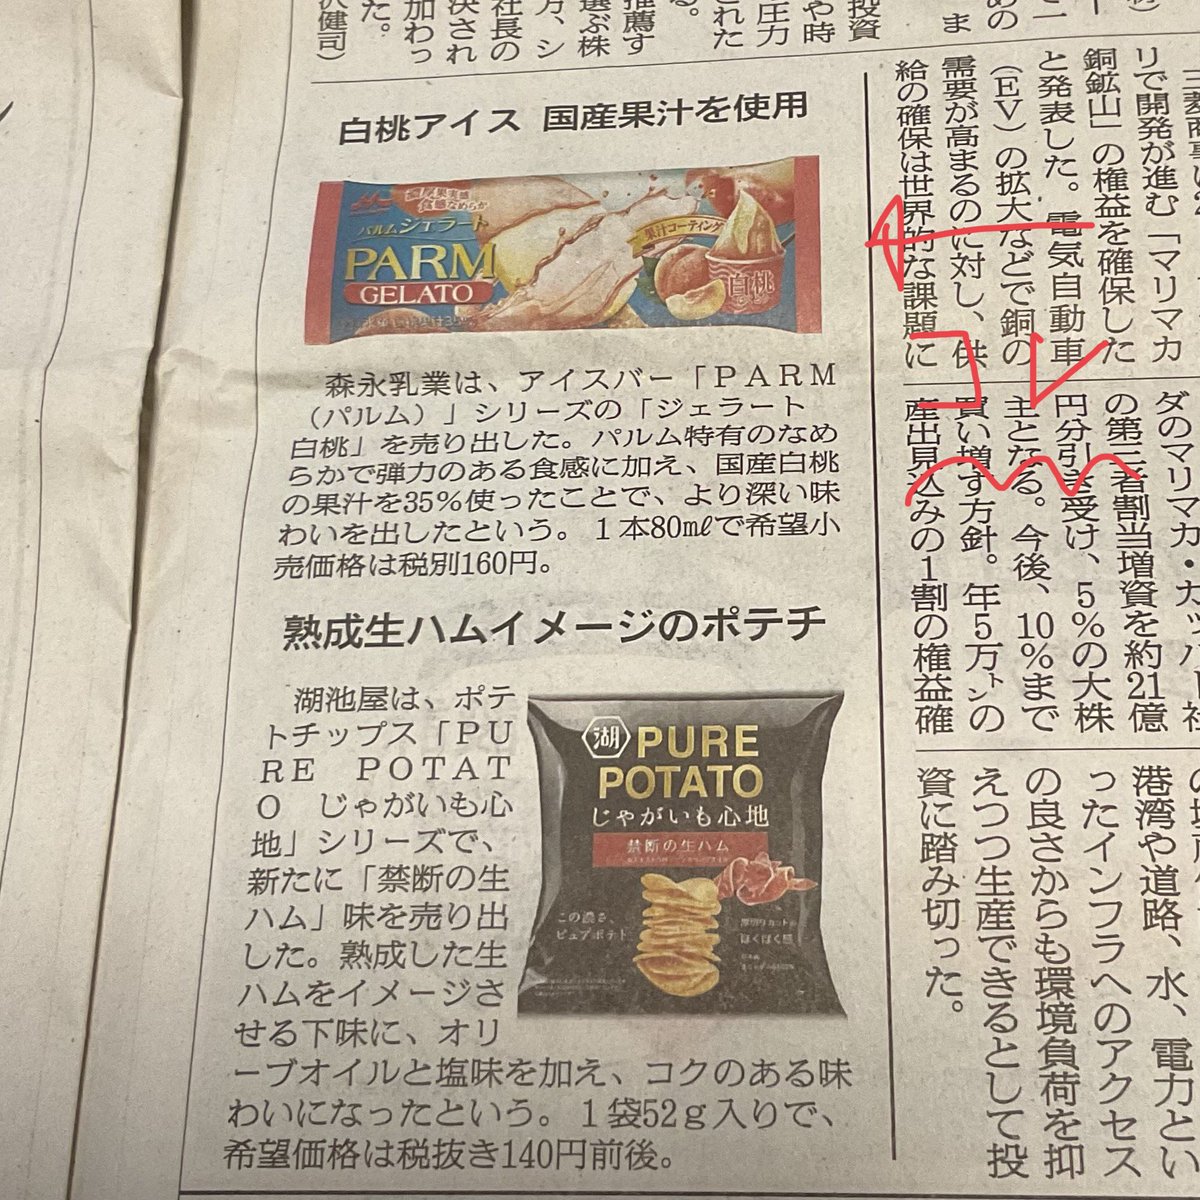 白桃アイス 国産果汁を使用
濃厚果実感
食感なめらか
パルム ジェラート
PARM
GELATO
果汁コーティング
白桃
森永乳業は、アイスバー「PARM
(パルム)」シリーズの「ジェラート
白桃」を売り出した。パルム特有のなめ
らかで弾力のある食感に加え、国産白桃
の果汁を35%使ったことで、より深い味
わいを出したという。1本80㎖で希望小
売価格は税別160円。
熟成生ハムイメージのポテチ
湖池屋は、ポテ
トチップス「PU
RE POTAT
O じゃがいも心
地」シリーズで、
新たに「禁断の生
ハム」味を売り出
した。熟成した生
ハムをイメージさ
せる下味に、オリ
ーブオイルと塩味を加え、コクのある味
わいになったという。1袋52g入りで、
希望価格は税抜き140円前後。
湖 PURE
POTATO
じゃがいも心地
禁断の生ハム
この濃さ、
ピュアポテト
厚切りカットの
ほくほく感
コレ
リで開発が進む「マリマカ
銅鉱山」の権益を確保した
と発表した。電気自動車
(EV)の拡大などで銅の
需要が高まるのに対し、供
給の確保は世界的な課題に
ダのマリマカ・カッパー社
の第三者割当増資を約21億
円分引き受け、5%の大株
主となる。今後、10%まで
買い増す方針。年5万㌧の
産出見込みの1割の権益確
港湾や道路、水、電力とい
ったインフラへのアクセス
の良さからも環境負荷を抑
えつつ生産できるとして投
資に踏み切った。